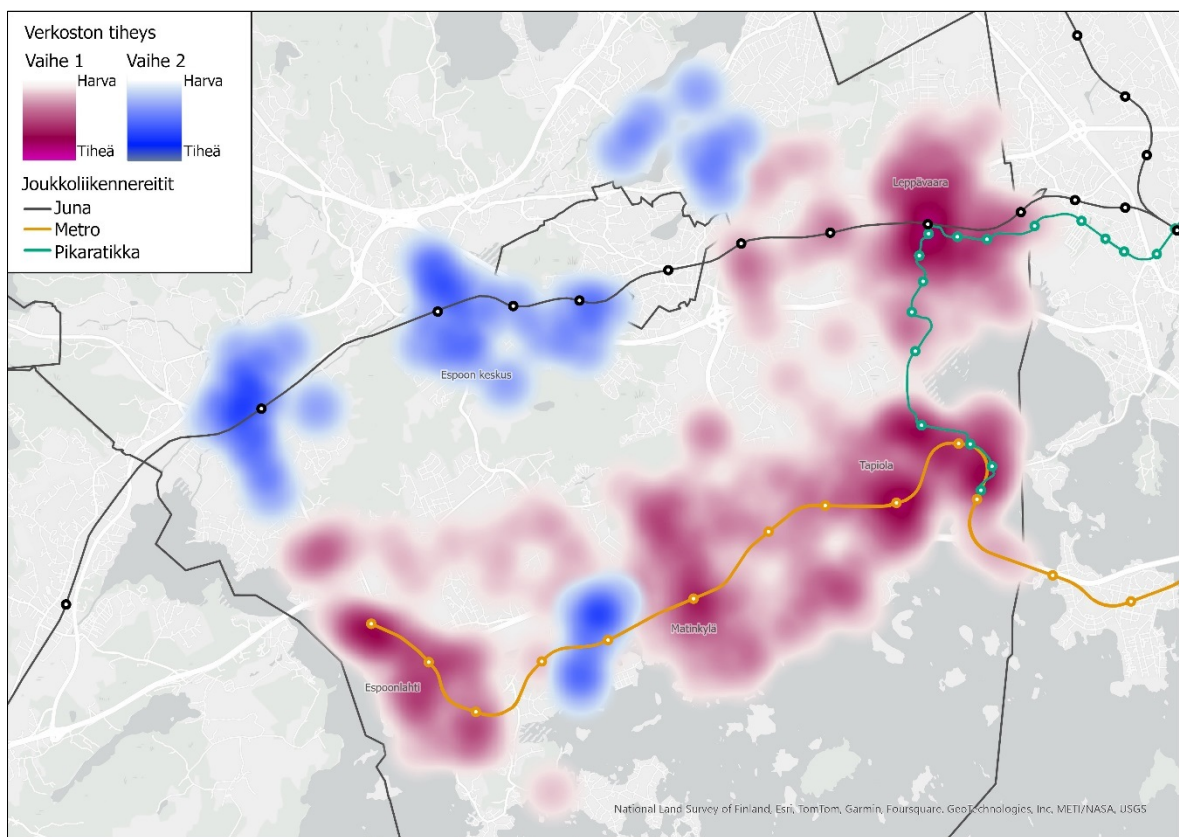 Verkoston tiheys
Vaihe 1 Vaihe 2
Harva Harva
Tiheä Tiheä
Joukkoliikennereitit
Juna
Metro
Pikaratikka
Leppävaara
Espoon keskus
Tapiola
Matinkylä
Espoonlahti
National Land Survey of Finland, Esri, TomTom, Garmin, Foursquare, GeoTechnologies, Inc, METI/NASA, USGS